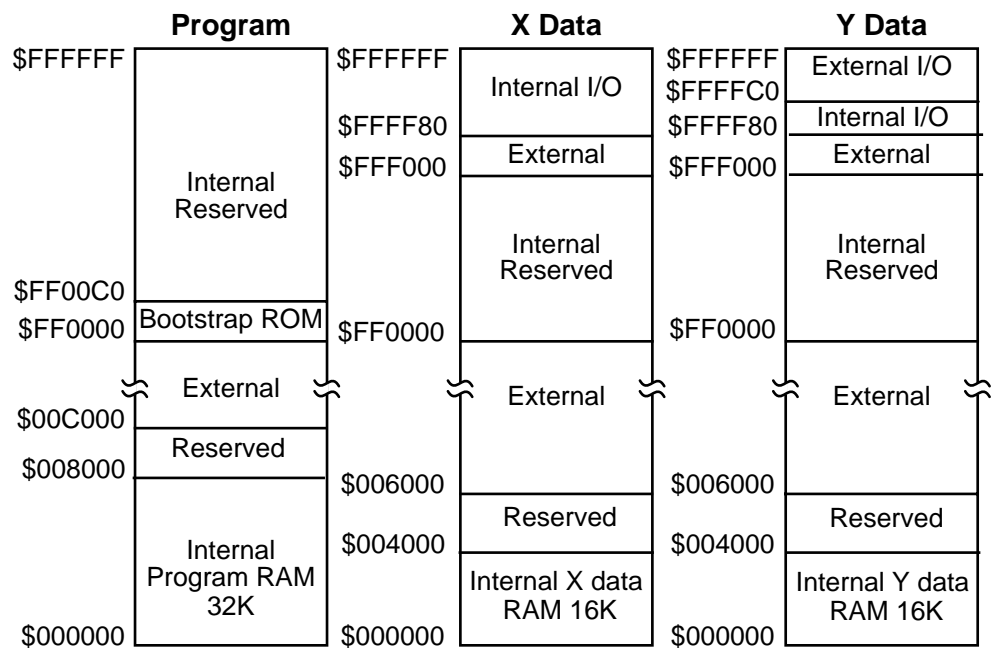 Program
$FFFFFF
Internal
Reserved
$FF00C0
Bootstrap ROM
$FF0000
External
$00C000
Reserved
$008000
Internal
Program RAM
32K
$000000
X Data
$FFFFFF
Internal I/O
$FFFF80
External
$FFF000
Internal
Reserved
$FF0000
External
$006000
Reserved
$004000
Internal X data
RAM 16K
$000000
Y Data
$FFFFFF
External I/O
$FFFFC0
Internal I/O
$FFFF80
External
$FFF000
Internal
Reserved
$FF0000
External
$006000
Reserved
$004000
Internal Y data
RAM 16K
$000000